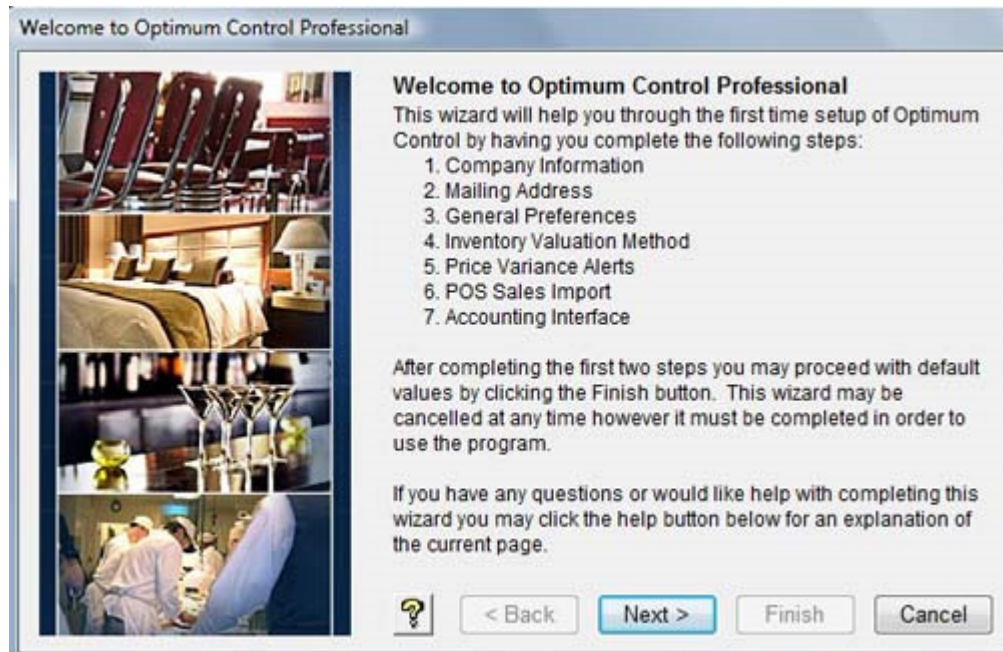 Welcome to Optimum Control Professional
Welcome to Optimum Control Professional
This wizard will help you through the first time setup of Optimum
Control by having you complete the following steps:
1. Company Information
2. Mailing Address
3. General Preferences
4. Inventory Valuation Method
5. Price Variance Alerts
6. POS Sales Import
7. Accounting Interface
After completing the first two steps you may proceed with default
values by clicking the Finish button. This wizard may be
cancelled at any time however it must be completed in order to
use the program.
If you have any questions or would like help with completing this
wizard you may click the help button below for an explanation of
the current page.
? < Back Next > Finish Cancel